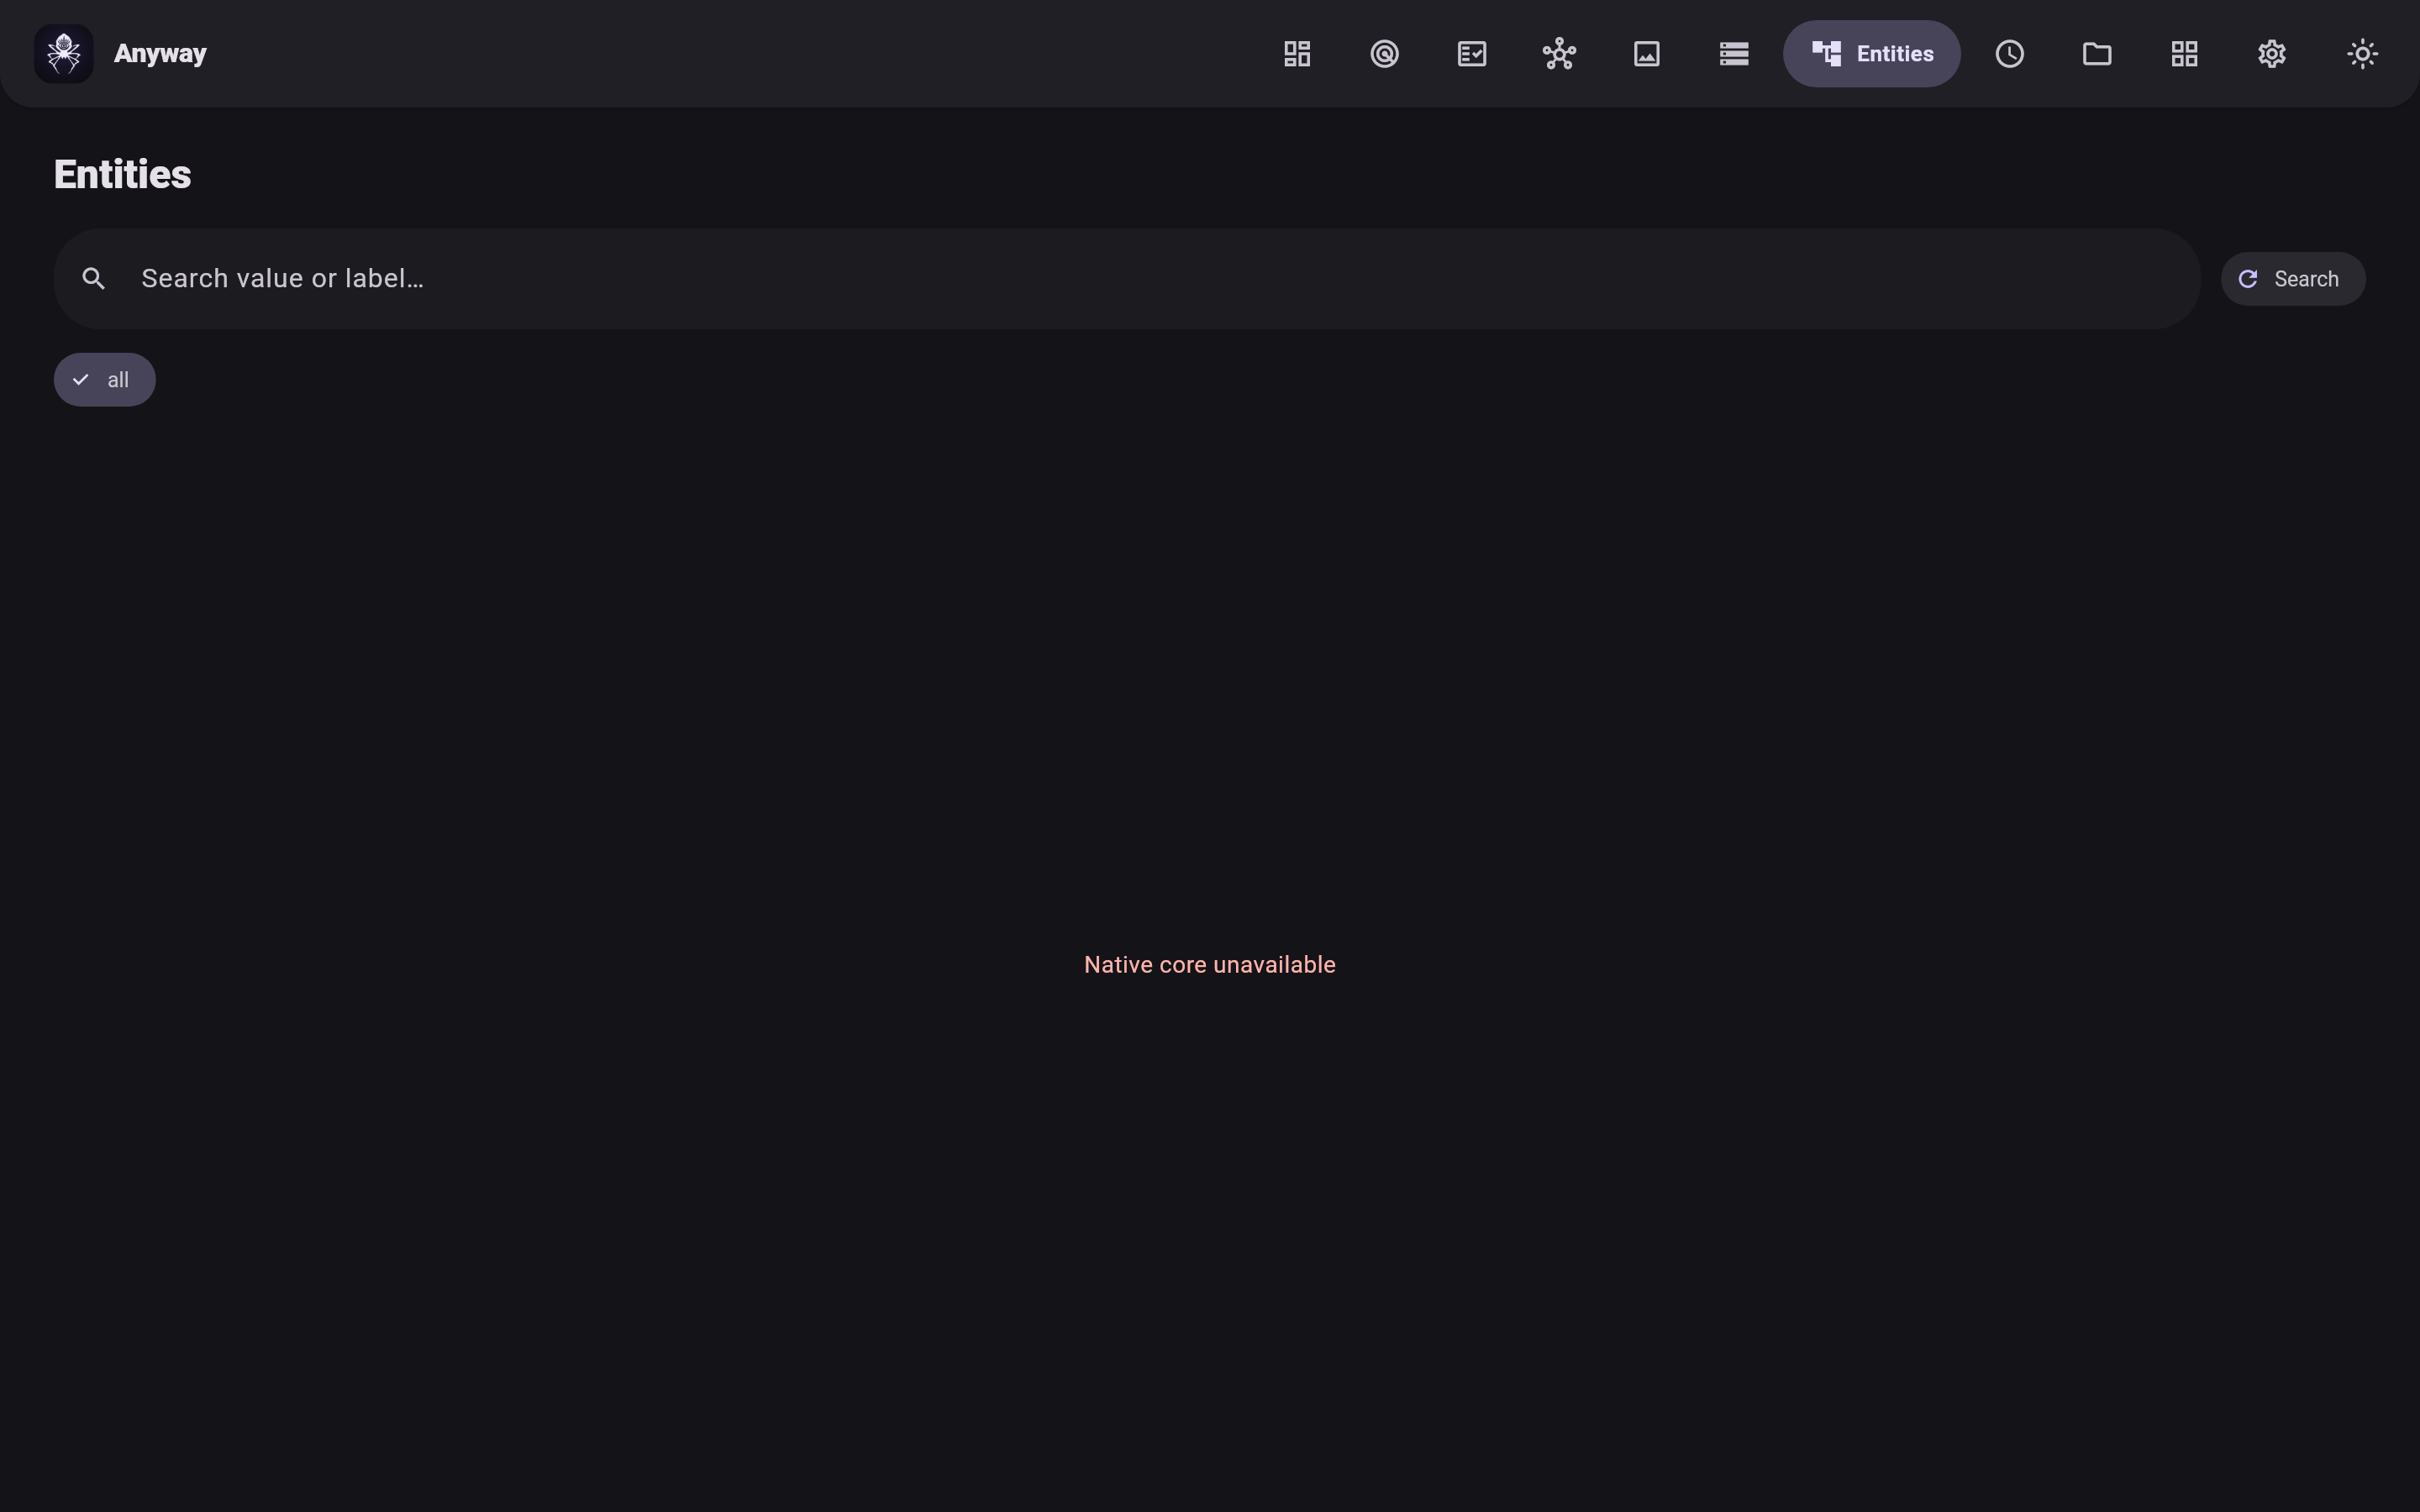 Anyway
Entities
Entities
Search value or label…
Search
all
Native core unavailable